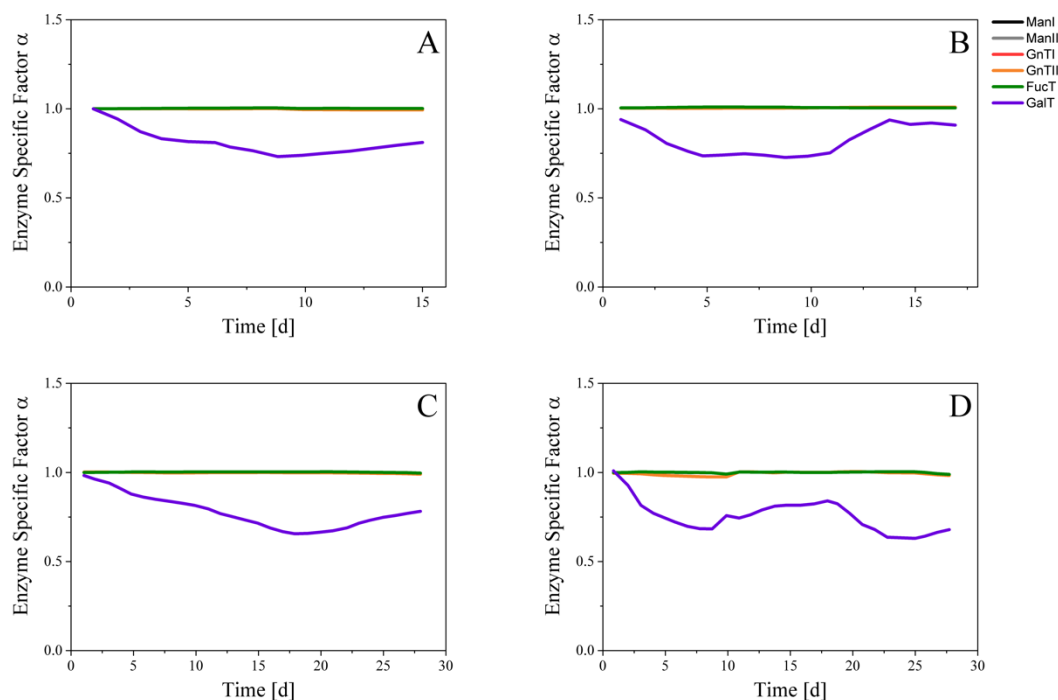 A
1.5
1.0
0.5
0.0
0
5
10
15
Enzyme Specific Factor α
Time [d]
B
1.5
1.0
0.5
0.0
0
5
10
15
Enzyme Specific Factor α
Time [d]
ManI
ManII
GnTI
GnTII
FucT
GalT
C
1.5
1.0
0.5
0.0
0
5
10
15
20
25
30
Enzyme Specific Factor α
Time [d]
D
1.5
1.0
0.5
0.0
0
5
10
15
20
25
30
Enzyme Specific Factor α
Time [d]